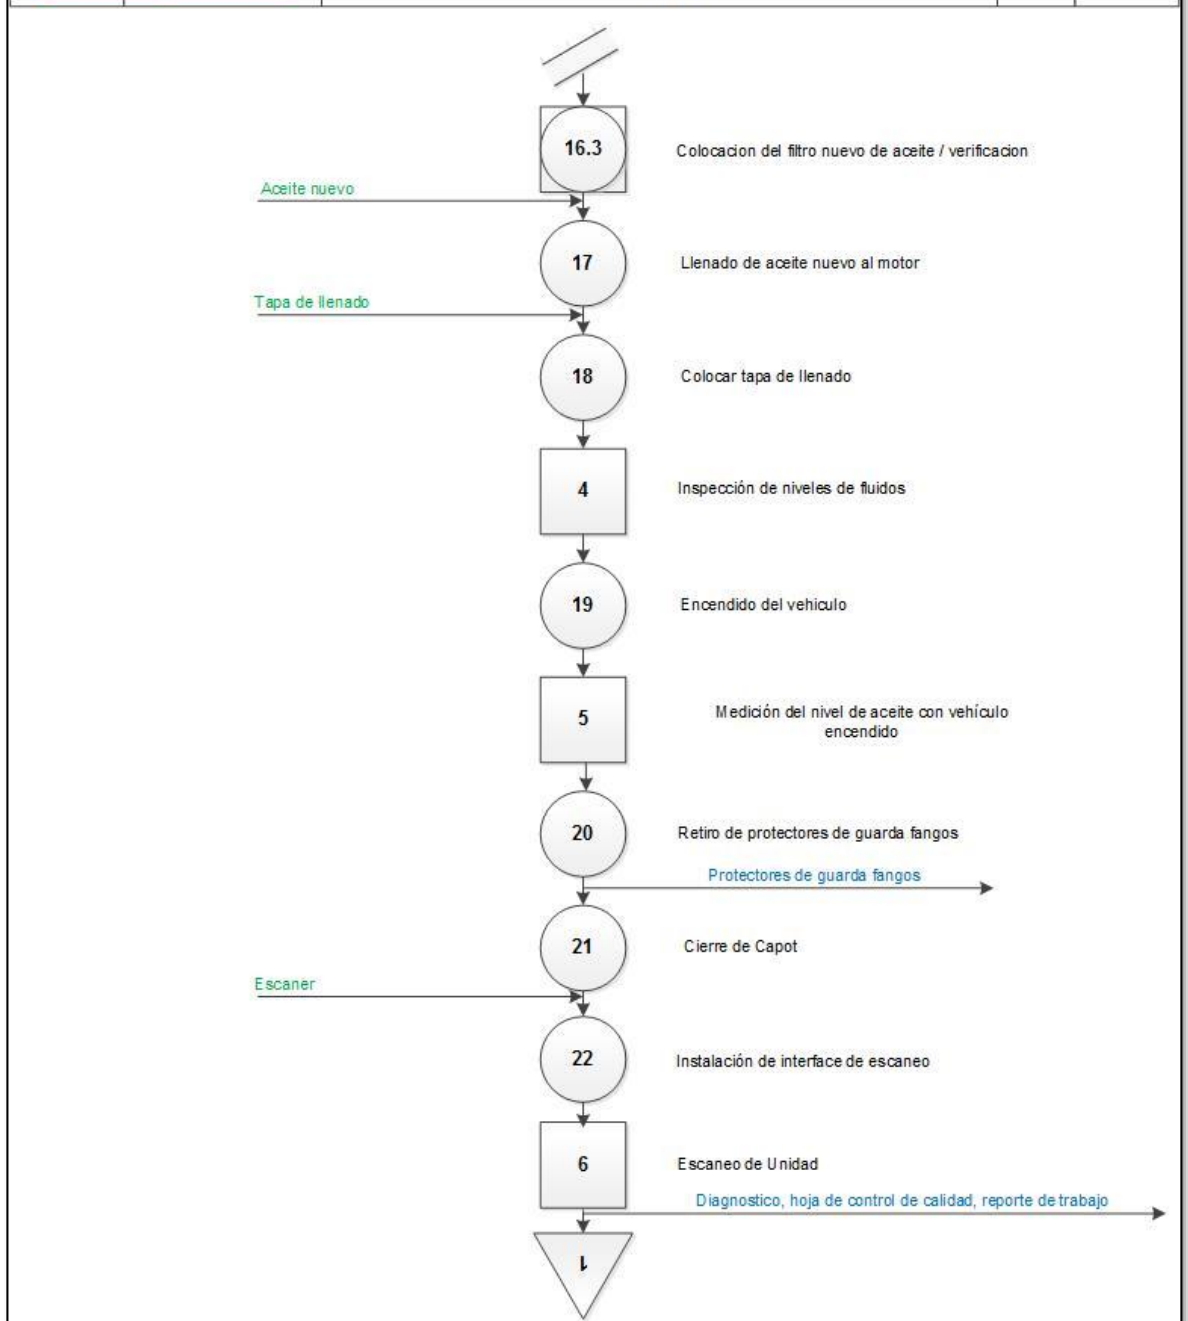 16.3
Colocacion del filtro nuevo de aceite / verificacion
Aceite nuevo
17
Llenado de aceite nuevo al motor
Tapa de llenado
18
Colocar tapa de llenado
4
Inspección de niveles de fluidos
19
Encendido del vehiculo
5
Medición del nivel de aceite con vehículo
encendido
20
Retiro de protectores de guarda fangos
Protectores de guarda fangos
21
Cierre de Capot
Escaner
22
Instalación de interface de escaneo
6
Escaneo de Unidad
Diagnostico, hoja de control de calidad, reporte de trabajo
1